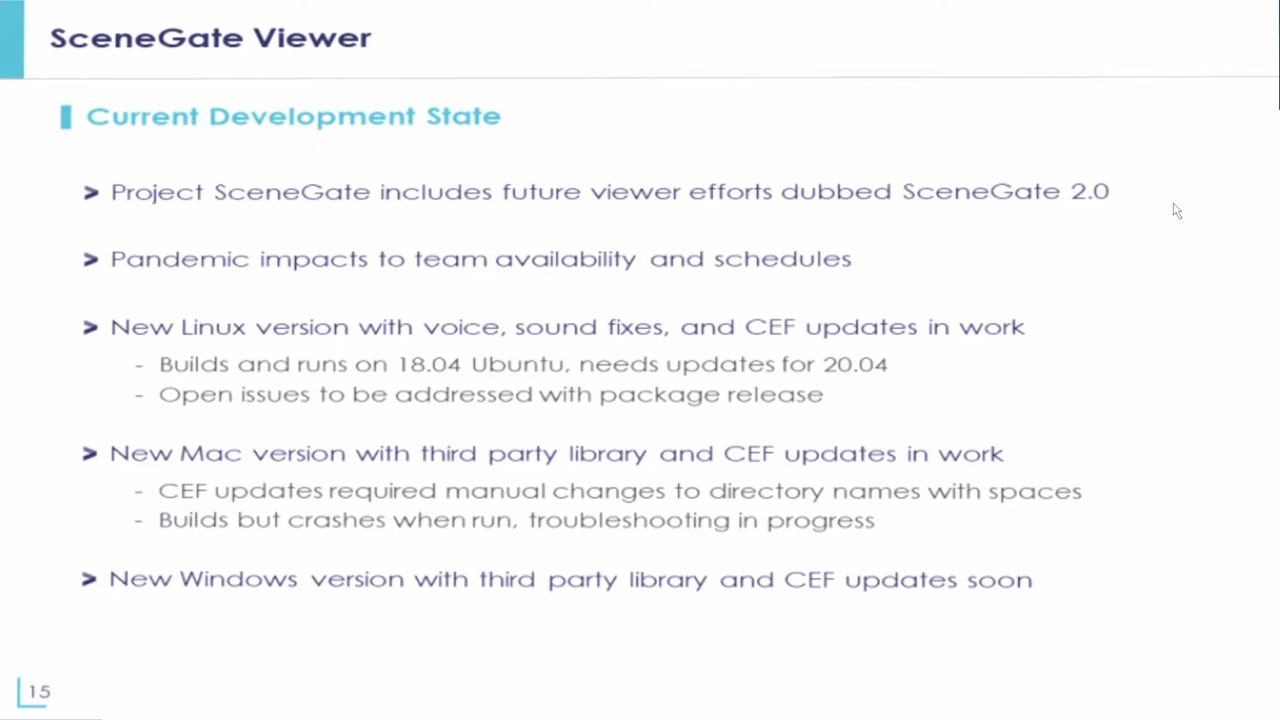 SceneGate Viewer
Current Development State
> Project SceneGate includes future viewer efforts dubbed SceneGate 2.0
> Pandemic impacts to team availability and schedules
> New Linux version with voice, sound fixes, and CEF updates in work
- Builds and runs on 18.04 Ubuntu, needs updates for 20.04
- Open issues to be addressed with package release
> New Mac version with third party library and CEF updates in work
- CEF updates required manual changes to directory names with spaces
- Builds but crashes when run, troubleshooting in progress
> New Windows version with third party library and CEF updates soon
15